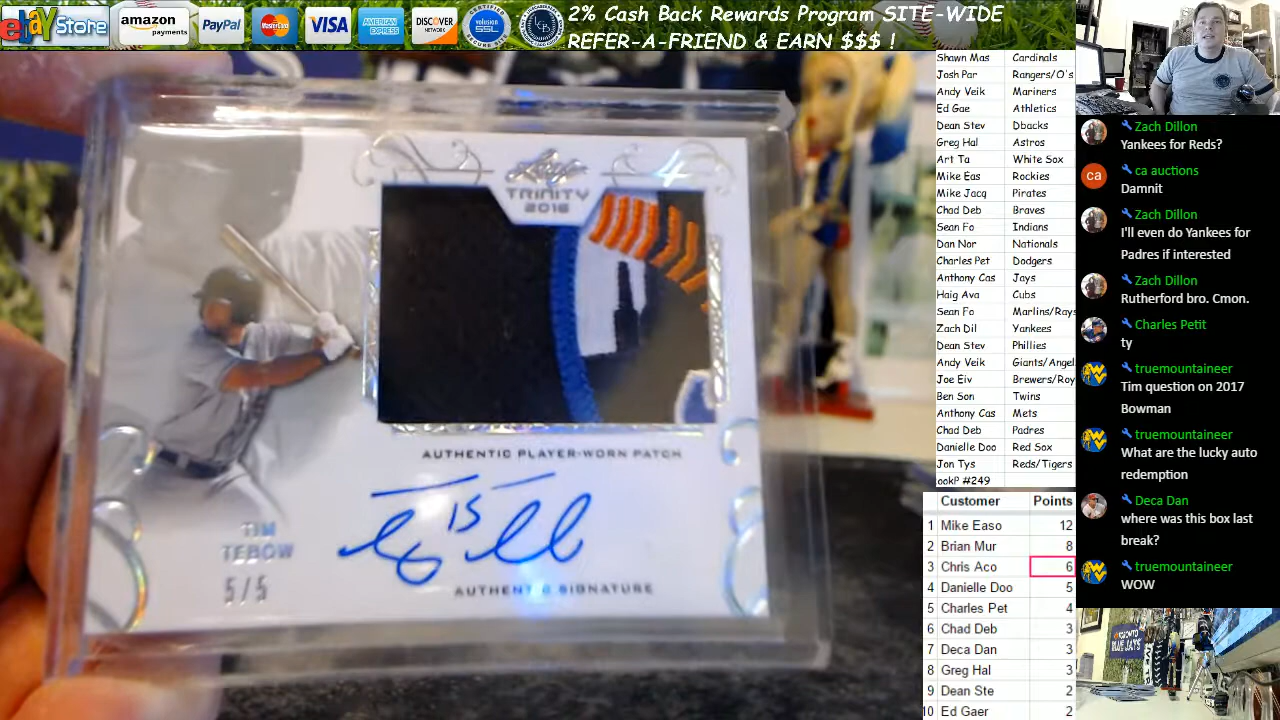 ebay Store
amazon
payments
PayPal
MasterCard
VISA
AMERICAN EXPRESS
DISCOVER
NETWORK
2% Cash Back Rewards Program SITE-WIDE
REFER-A-FRIEND & EARN $$$ !
Leaf
TRINITY
2016
AUTHENTIC PLAYER-WORN PATCH
TIM
TEBOW
5/5
15
AUTHENTIC SIGNATURE
Shawn Mas Cardinals
Josh Par Rangers/O's
Andy Veik Mariners
Ed Gae Athletics
Dean Stev Dbacks
Greg Hal Astros
Art Ta White Sox
Mike Eas Rockies
Mike Jacq Pirates
Chad Deb Braves
Sean Fo Indians
Dan Nor Nationals
Charles Pet Dodgers
Anthony Cas Jays
Haig Ava Cubs
Sean Fo Marlins/Rays
Zach Dil Yankees
Dean Stev Phillies
Andy Veik Giants/Angel
Joe Eiv Brewers/Roy
Ben Son Twins
Anthony Cas Mets
Chad Deb Padres
Danielle Doo Red Sox
Jon Tys Reds/Tigers
ookP #249
Customer Points
1 Mike Easo 12
2 Brian Mur 8
3 Chris Aco 6
4 Danielle Doo 5
5 Charles Pet 4
6 Chad Deb 3
7 Deca Dan 3
8 Greg Hal 3
9 Dean Ste 2
10 Ed Gaer 2
Zach Dillon
Yankees for Reds?
ca
ca auctions
Damnit
Zach Dillon
I'll even do Yankees for
Padres if interested
Zach Dillon
Rutherford bro. Cmon.
Charles Petit
ty
truemountaineer
Tim question on 2017
Bowman
truemountaineer
What are the lucky auto
redemption
Deca Dan
where was this box last
break?
truemountaineer
WOW
TORONTO
BLUE JAYS